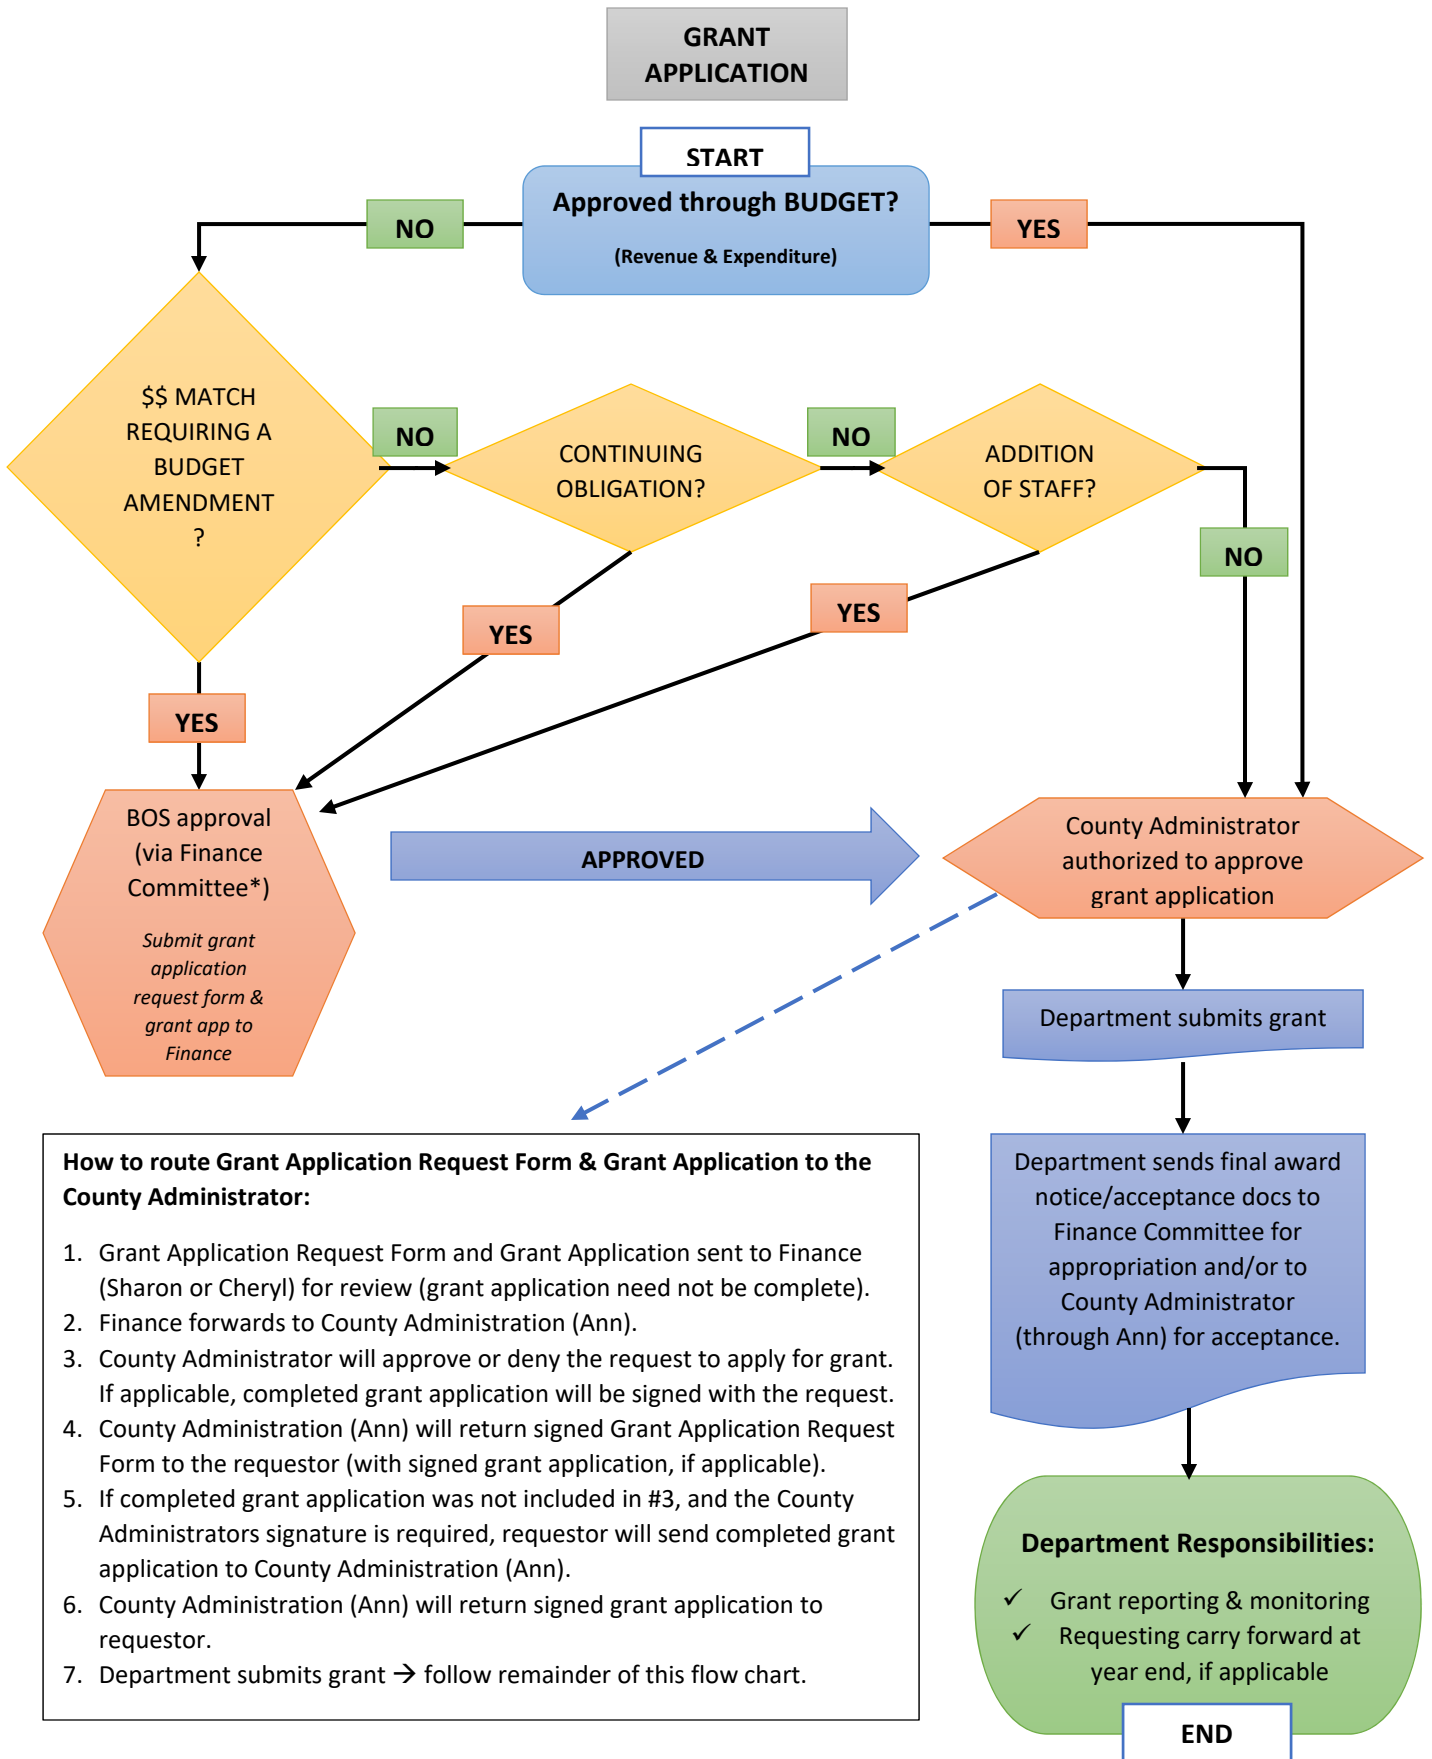 GRANT
APPLICATION
START
Approved through BUDGET?
(Revenue & Expenditure)
NO
YES
$$ MATCH
REQUIRING A
BUDGET
AMENDMENT
?
NO
CONTINUING
OBLIGATION?
NO
ADDITION
OF STAFF?
NO
YES
YES
YES
BOS approval
(via Finance
Committee*)
Submit grant
application
request form &
grant app to
Finance
APPROVED
County Administrator
authorized to approve
grant application
Department submits grant
Department sends final award
notice/acceptance docs to
Finance Committee for
appropriation and/or to
County Administrator
(through Ann) for acceptance.
How to route Grant Application Request Form & Grant Application to the
County Administrator:
1. Grant Application Request Form and Grant Application sent to Finance
(Sharon or Cheryl) for review (grant application need not be complete).
2. Finance forwards to County Administration (Ann).
3. County Administrator will approve or deny the request to apply for grant.
If applicable, completed grant application will be signed with the request.
4. County Administration (Ann) will return signed Grant Application Request
Form to the requestor (with signed grant application, if applicable).
5. If completed grant application was not included in #3, and the County
Administrators signature is required, requestor will send completed grant
application to County Administration (Ann).
6. County Administration (Ann) will return signed grant application to
requestor.
7. Department submits grant → follow remainder of this flow chart.
Department Responsibilities:
✓ Grant reporting & monitoring
✓ Requesting carry forward at
year end, if applicable
END